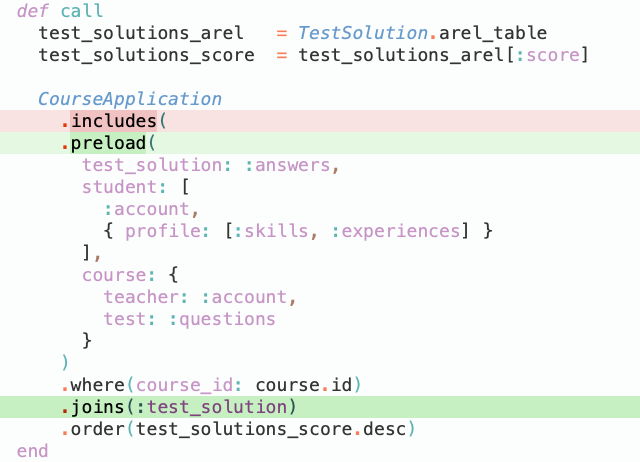 def call
  test_solutions_arel   = TestSolution.arel_table
  test_solutions_score  = test_solutions_arel[:score]

  CourseApplication
    .includes(
    .preload(
      test_solution: :answers,
      student: [
        :account,
        { profile: [:skills, :experiences] }
      ],
      course: {
        teacher: :account,
        test: :questions
      }
    )
    .where(course_id: course.id)
    .joins(:test_solution)
    .order(test_solutions_score.desc)
end